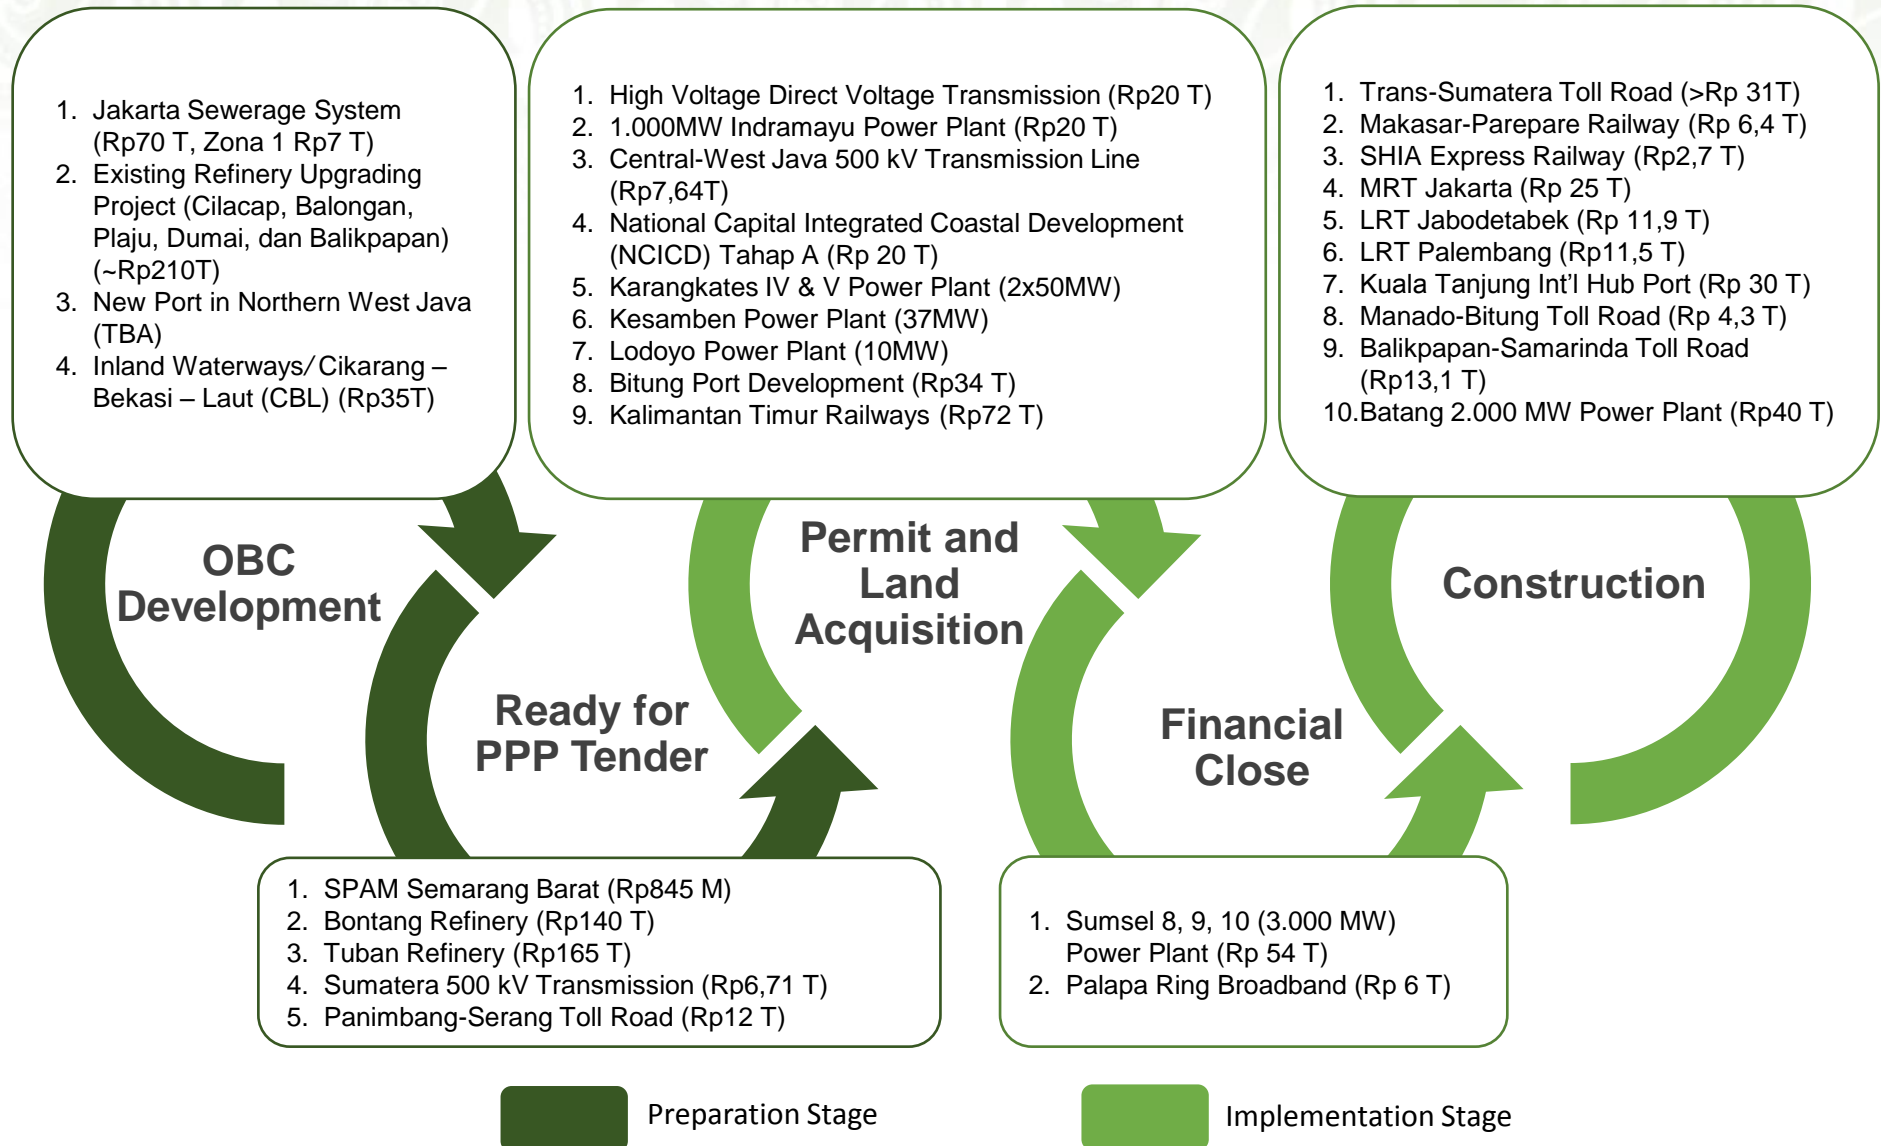 1. Jakarta Sewerage System
(Rp70 T, Zona 1 Rp7 T)
2. Existing Refinery Upgrading
Project (Cilacap, Balongan,
Plaju, Dumai, dan Balikpapan)
(~Rp210T)
3. New Port in Northern West Java
(TBA)
4. Inland Waterways/Cikarang –
Bekasi – Laut (CBL) (Rp35T)
1. High Voltage Direct Voltage Transmission (Rp20 T)
2. 1.000MW Indramayu Power Plant (Rp20 T)
3. Central-West Java 500 kV Transmission Line
(Rp7,64T)
4. National Capital Integrated Coastal Development
(NCICD) Tahap A (Rp 20 T)
5. Karangkates IV & V Power Plant (2x50MW)
6. Kesamben Power Plant (37MW)
7. Lodoyo Power Plant (10MW)
8. Bitung Port Development (Rp34 T)
9. Kalimantan Timur Railways (Rp72 T)
1. Trans-Sumatera Toll Road (>Rp 31T)
2. Makasar-Parepare Railway (Rp 6,4 T)
3. SHIA Express Railway (Rp2,7 T)
4. MRT Jakarta (Rp 25 T)
5. LRT Jabodetabek (Rp 11,9 T)
6. LRT Palembang (Rp11,5 T)
7. Kuala Tanjung Int'l Hub Port (Rp 30 T)
8. Manado-Bitung Toll Road (Rp 4,3 T)
9. Balikpapan-Samarinda Toll Road
(Rp13,1 T)
10.Batang 2.000 MW Power Plant (Rp40 T)
OBC
Development
Ready for
PPP Tender
Permit and
Land
Acquisition
Financial
Close
Construction
1. SPAM Semarang Barat (Rp845 M)
2. Bontang Refinery (Rp140 T)
3. Tuban Refinery (Rp165 T)
4. Sumatera 500 kV Transmission (Rp6,71 T)
5. Panimbang-Serang Toll Road (Rp12 T)
1. Sumsel 8, 9, 10 (3.000 MW)
Power Plant (Rp 54 T)
2. Palapa Ring Broadband (Rp 6 T)
Preparation Stage
Implementation Stage